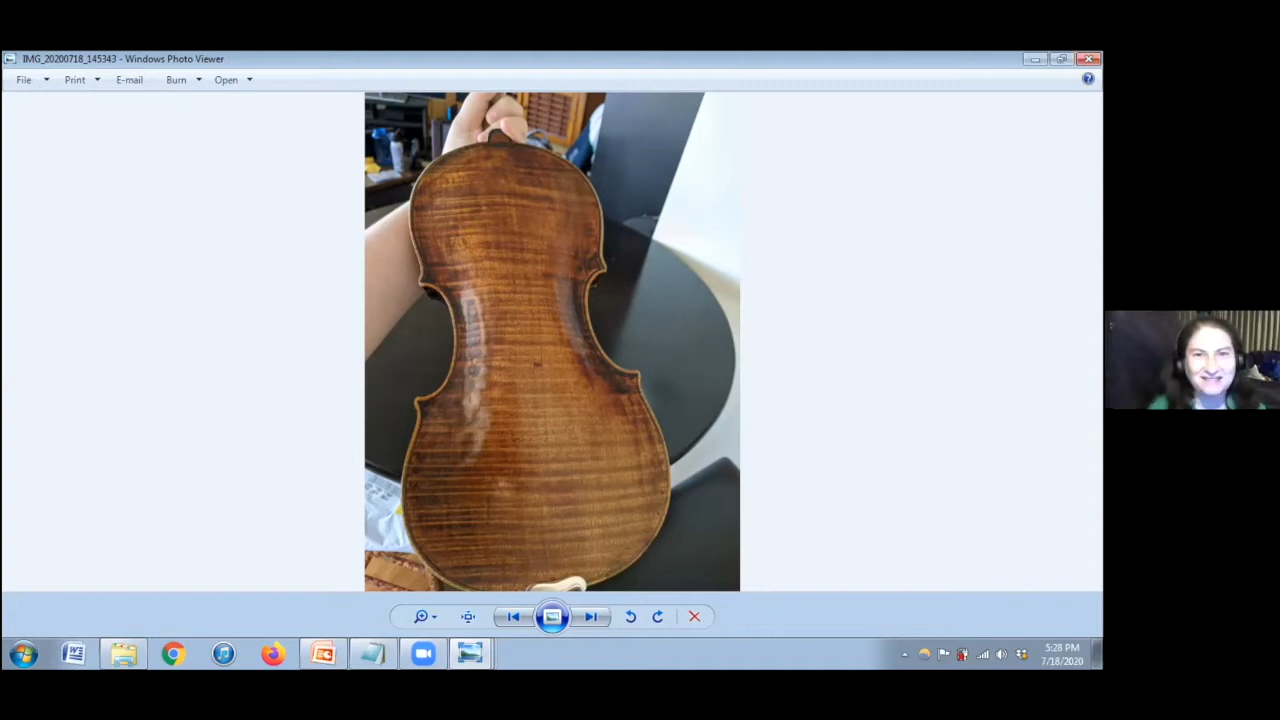 IMG_20200718_145343 - Windows Photo Viewer
File Print E-mail Burn Open
5:28 PM
7/18/2020